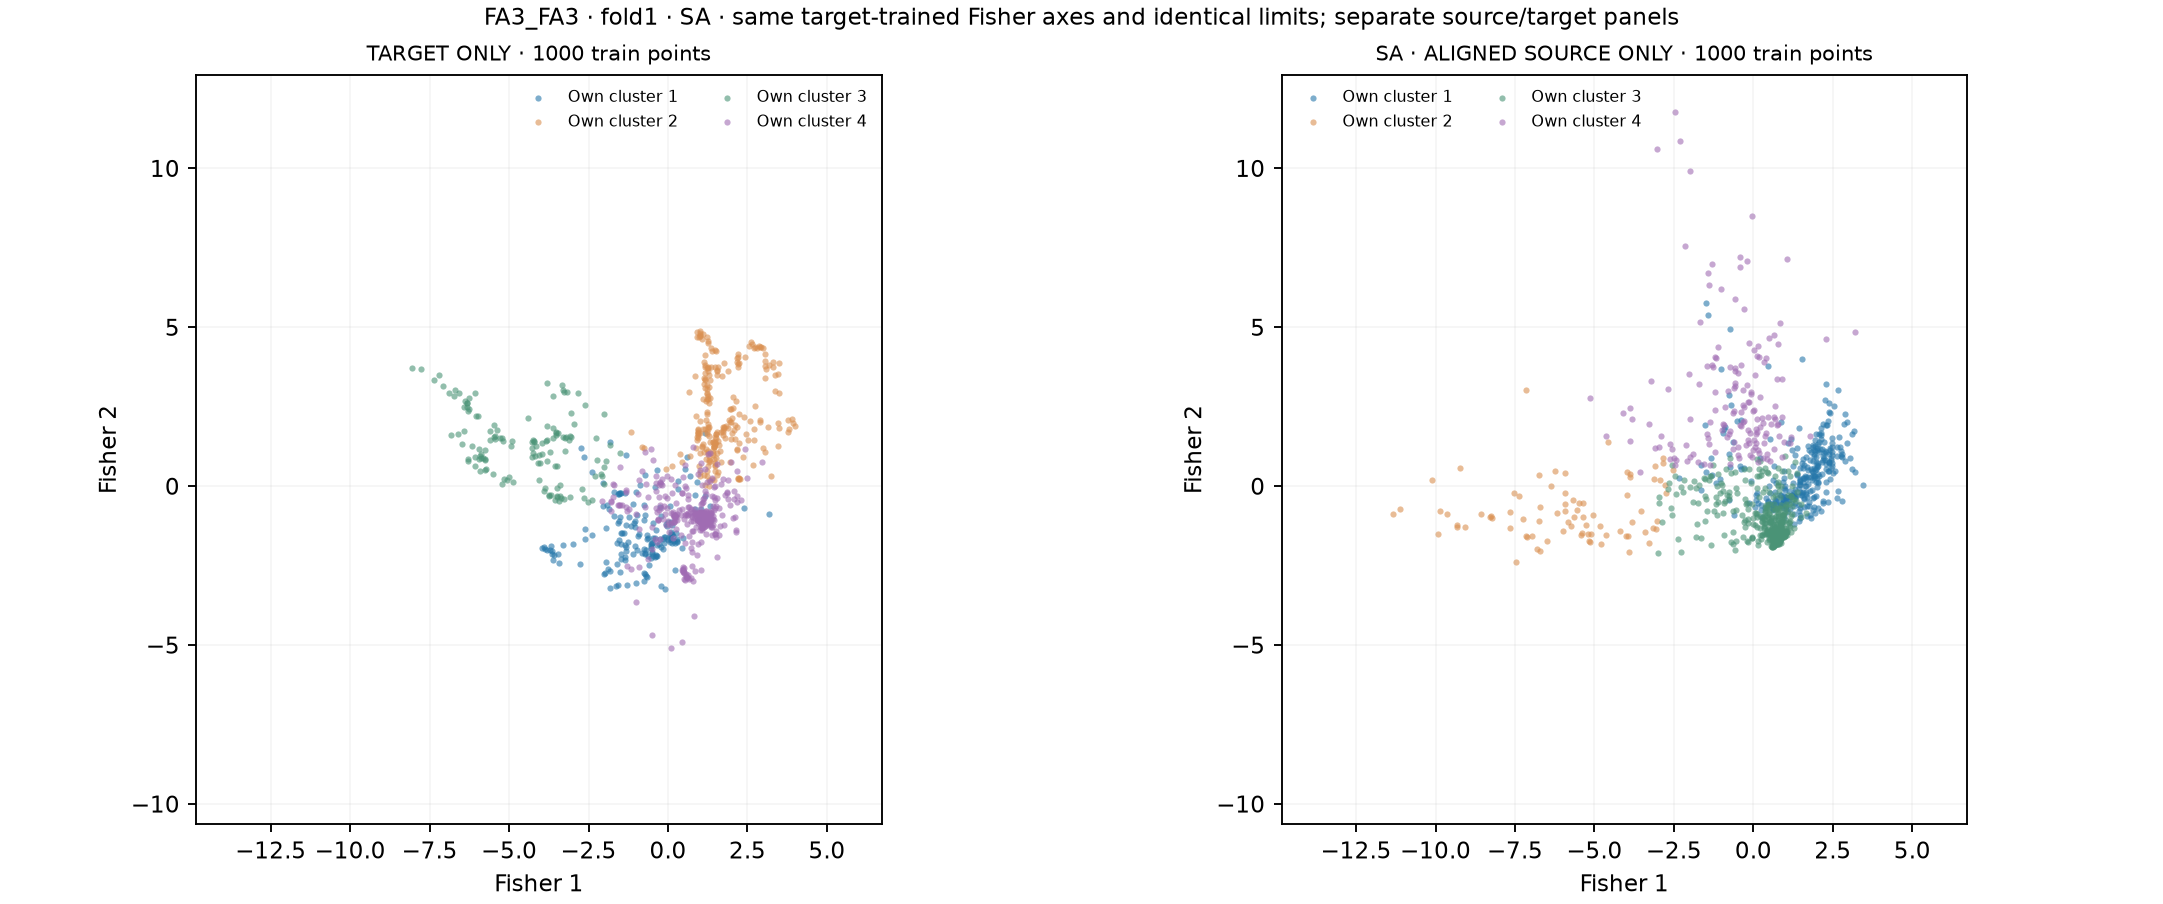 FA3_FA3 · fold1 · SA · same target-trained Fisher axes and identical limits; separate source/target panels
TARGET ONLY · 1000 train points
Own cluster 1
Own cluster 2
Own cluster 3
Own cluster 4
10
5
0
−5
−10
Fisher 2
−12.5 −10.0 −7.5 −5.0 −2.5 0.0 2.5 5.0
Fisher 1
SA · ALIGNED SOURCE ONLY · 1000 train points
Own cluster 1
Own cluster 2
Own cluster 3
Own cluster 4
10
5
0
−5
−10
Fisher 2
−12.5 −10.0 −7.5 −5.0 −2.5 0.0 2.5 5.0
Fisher 1